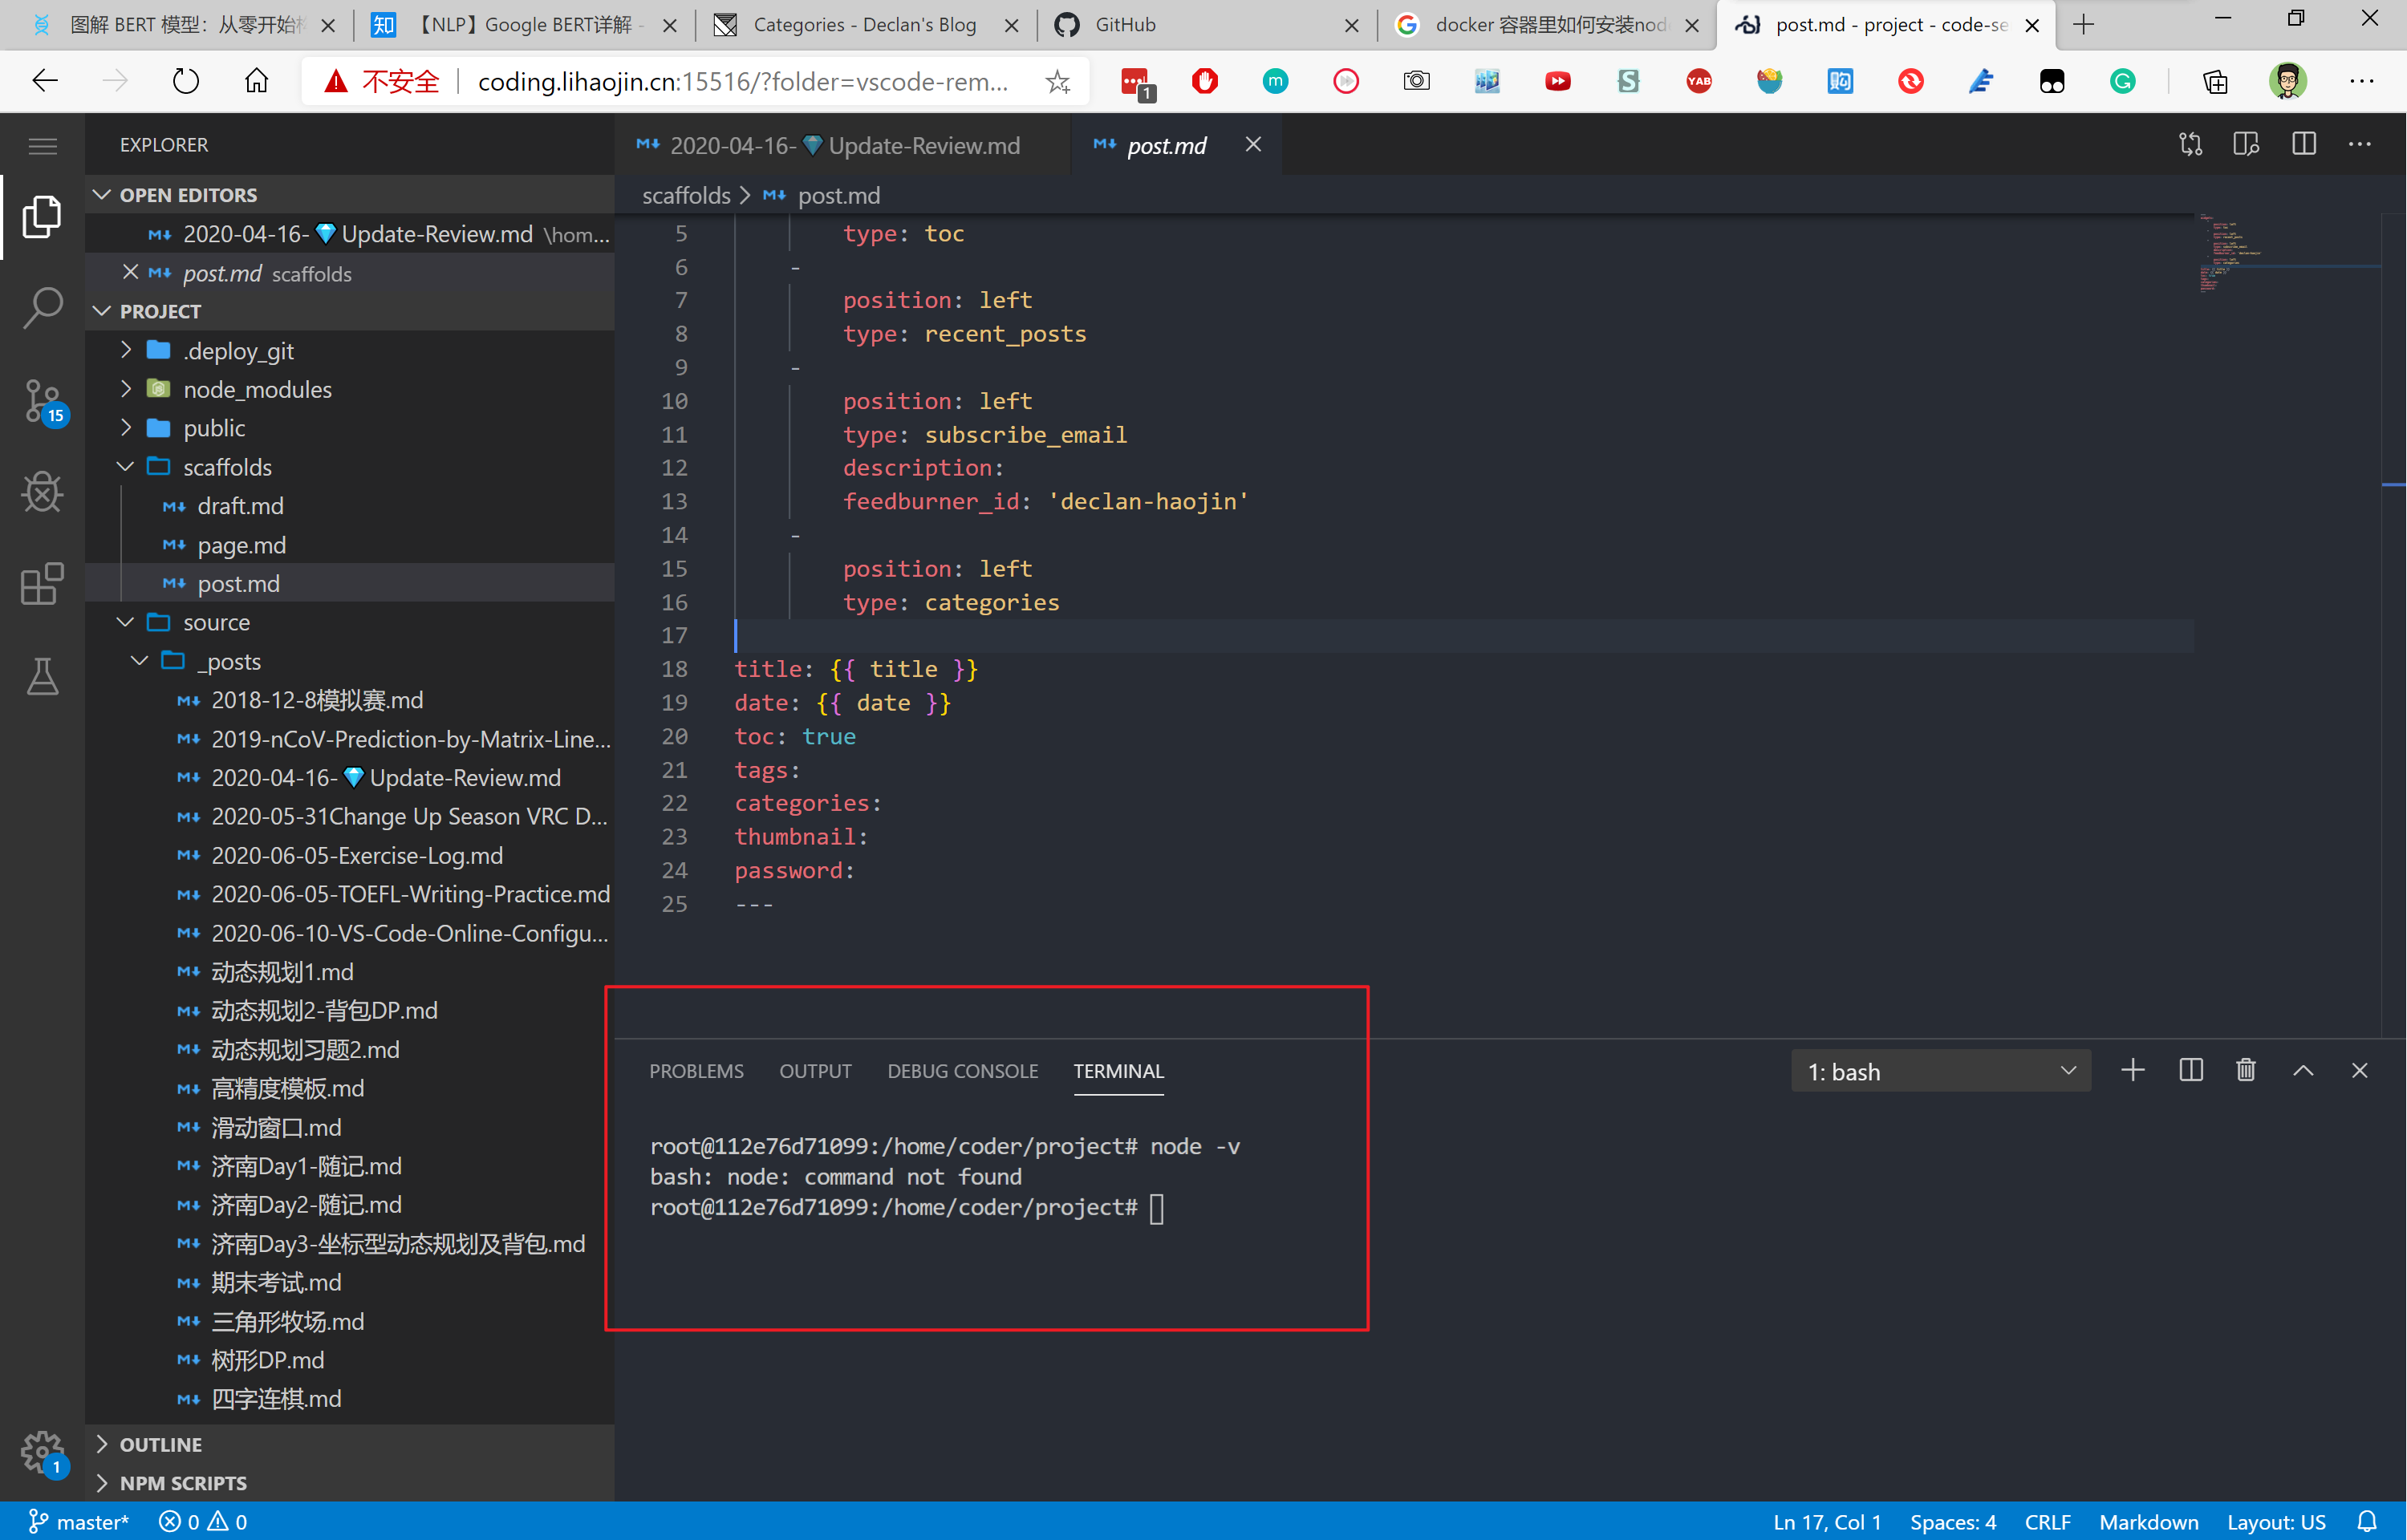 图解 BERT 模型：从零开始
【NLP】Google BERT详解 -
Categories - Declan's Blog
GitHub
docker 容器里如何安装nod
post.md - project - code-se
不安全
coding.lihaojin.cn:15516/?folder=vscode-rem...
1
m
YAB
购
EXPLORER
OPEN EDITORS
2020-04-16-💎Update-Review.md \hom...
post.md scaffolds
PROJECT
.deploy_git
node_modules
public
scaffolds
draft.md
page.md
post.md
source
_posts
2018-12-8模拟赛.md
2019-nCoV-Prediction-by-Matrix-Line...
2020-04-16-💎Update-Review.md
2020-05-31Change Up Season VRC D...
2020-06-05-Exercise-Log.md
2020-06-05-TOEFL-Writing-Practice.md
2020-06-10-VS-Code-Online-Configu...
动态规划1.md
动态规划2-背包DP.md
动态规划习题2.md
高精度模板.md
滑动窗口.md
济南Day1-随记.md
济南Day2-随记.md
济南Day3-坐标型动态规划及背包.md
期末考试.md
三角形牧场.md
树形DP.md
四字连棋.md
OUTLINE
NPM SCRIPTS
15
1
2020-04-16-💎Update-Review.md
post.md
scaffolds > post.md
5 type: toc
6 -
7 position: left
8 type: recent_posts
9 -
10 position: left
11 type: subscribe_email
12 description:
13 feedburner_id: 'declan-haojin'
14 -
15 position: left
16 type: categories
17
18 title: {{ title }}
19 date: {{ date }}
20 toc: true
21 tags:
22 categories:
23 thumbnail:
24 password:
25 ---
PROBLEMS OUTPUT DEBUG CONSOLE TERMINAL
1: bash
root@112e76d71099:/home/coder/project# node -v
bash: node: command not found
root@112e76d71099:/home/coder/project#
master* 0 0
Ln 17, Col 1 Spaces: 4 CRLF Markdown Layout: US